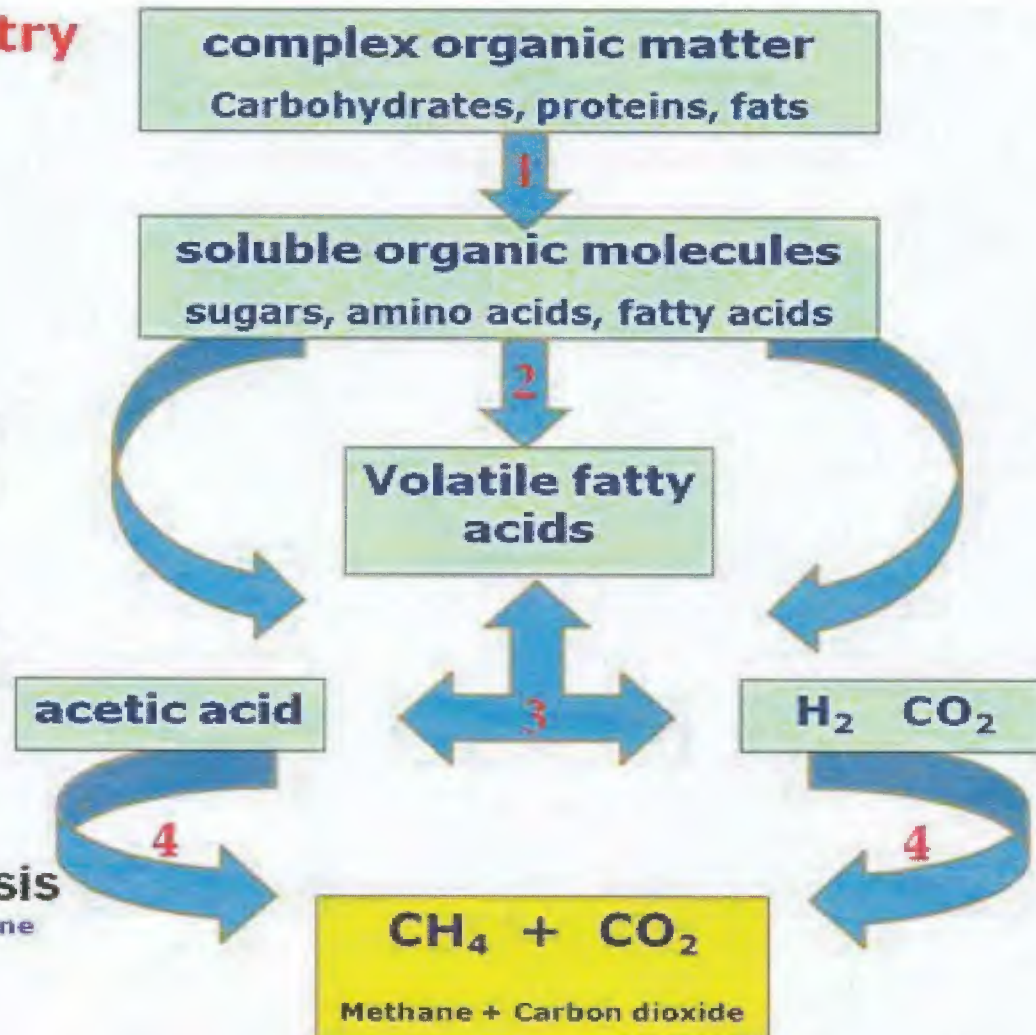 try
complex organic matter
Carbohydrates, proteins, fats
1
soluble organic molecules
sugars, amino acids, fatty acids
2
Volatile fatty
acids
acetic acid
3
H₂ CO₂
4
4
sis
ne
CH₄ + CO₂
Methane + Carbon dioxide